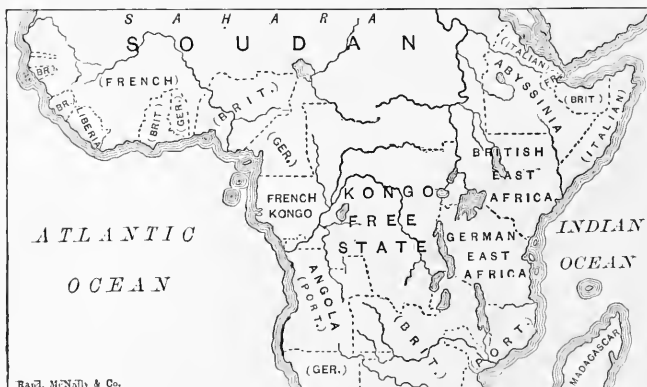 SAHARA
SOUDAN
(BR.)
(FRENCH)
(BR.)
LIBERIA
(BRIT)
(GER.)
(BRIT.)
(GER.)
(ITALIAN)
(FR.)
ABYSSINIA
(BRIT)
(ITALIAN)
BRITISH
EAST
AFRICA
FRENCH
KONGO
KONGO
FREE
STATE
GERMAN
EAST
AFRICA
ATLANTIC
OCEAN
INDIAN
OCEAN
ANGOLA
(PORT.)
(BRIT.)
PORT.
(GER.)
MADAGASCAR
Rand, McNally & Co.